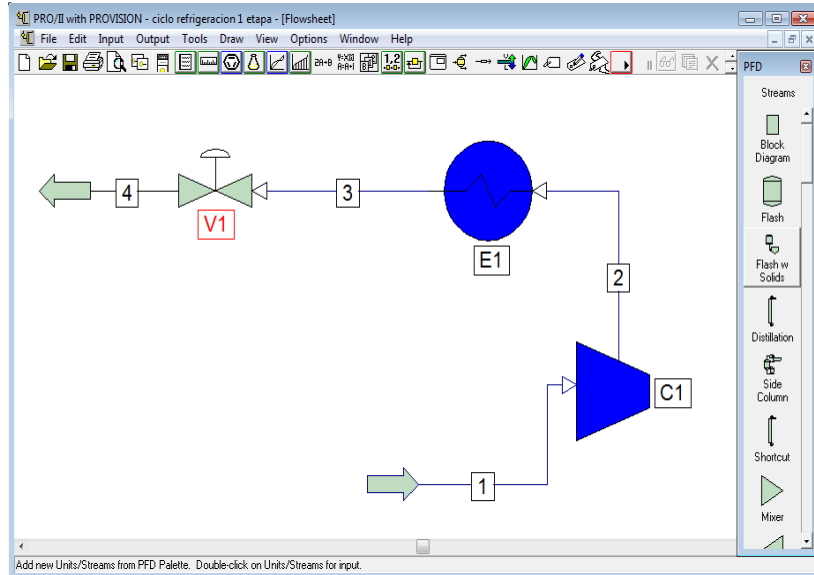 PRO/II with PROVISION - ciclo refrigeracion 1 etapa - [Flowsheet]
File Edit Input Output Tools Draw View Options Window Help
PFD
Streams
Block
Diagram
Flash
Flash w
Solids
Distillation
Side
Column
Shortcut
Mixer
4
V1
3
E1
2
C1
1
Add new Units/Streams from PFD Palette. Double-click on Units/Streams for input.